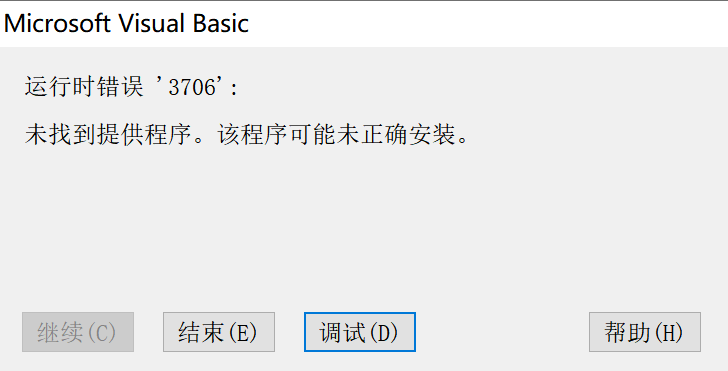 Microsoft Visual Basic
运行时错误 '3706':
未找到提供程序。该程序可能未正确安装。
继续(C) 结束(E) 调试(D) 帮助(H)